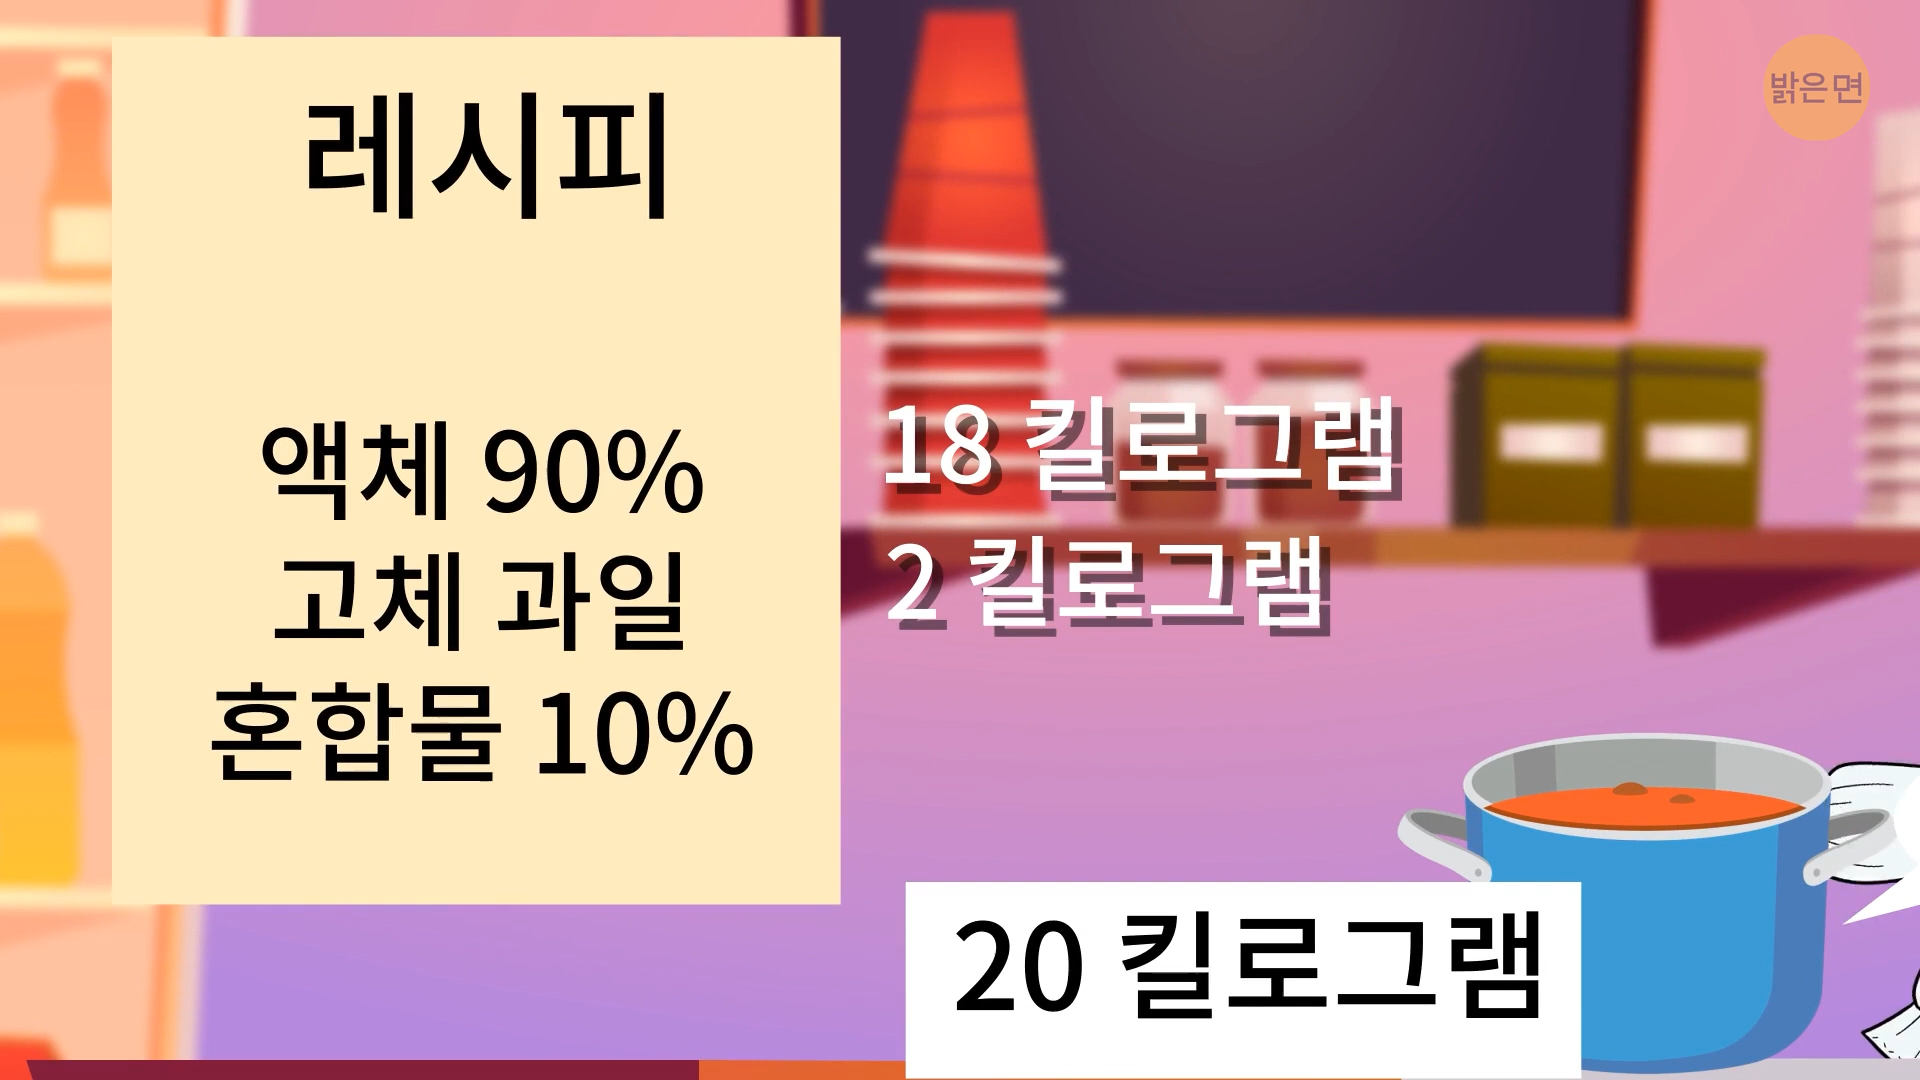 레시피
액체 90%
고체 과일
혼합물 10%
18 킬로그램
2 킬로그램
20 킬로그램
밝은면